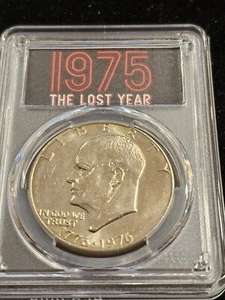 1975
THE LOST YEAR
LIBERTY
IN GOD WE
TRUST
1776·1976